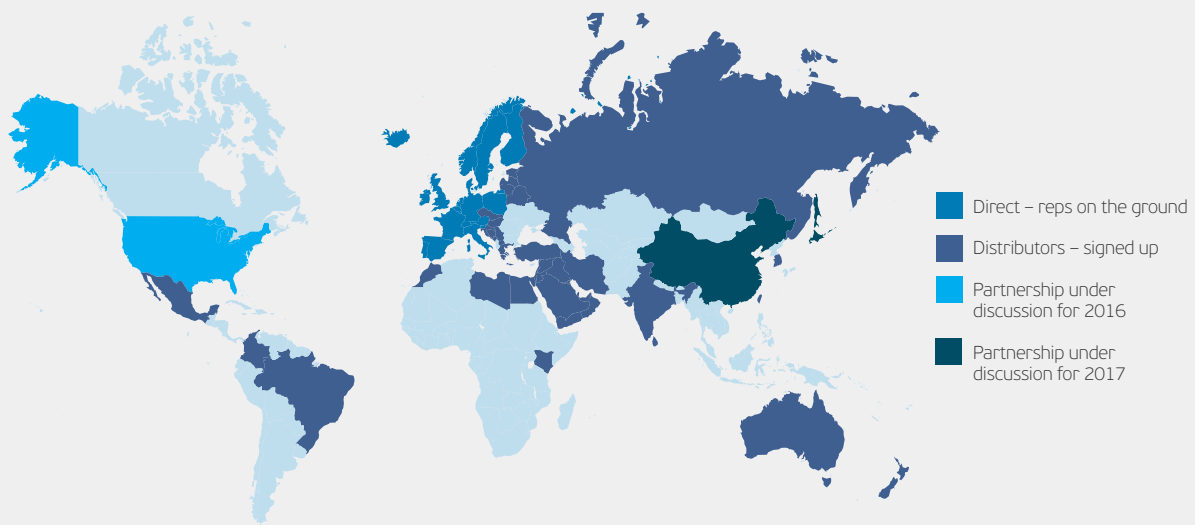 Direct – reps on the ground
Distributors – signed up
Partnership under
discussion for 2016
Partnership under
discussion for 2017